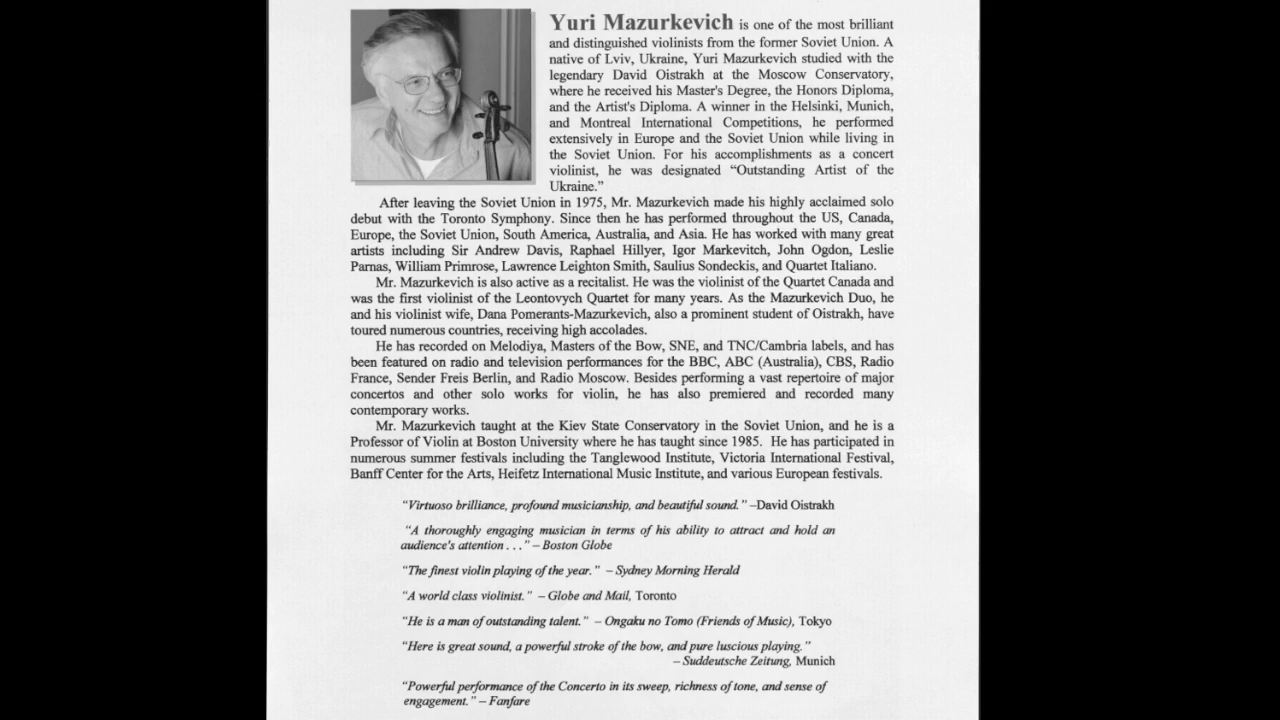 Yuri Mazurkevich is one of the most brilliant
and distinguished violinists from the former Soviet Union. A
native of Lviv, Ukraine, Yuri Mazurkevich studied with the
legendary David Oistrakh at the Moscow Conservatory,
where he received his Master's Degree, the Honors Diploma,
and the Artist's Diploma. A winner in the Helsinki, Munich,
and Montreal International Competitions, he performed
extensively in Europe and the Soviet Union while living in
the Soviet Union. For his accomplishments as a concert
violinist, he was designated “Outstanding Artist of the
Ukraine.”
After leaving the Soviet Union in 1975, Mr. Mazurkevich made his highly acclaimed solo
debut with the Toronto Symphony. Since then he has performed throughout the US, Canada,
Europe, the Soviet Union, South America, Australia, and Asia. He has worked with many great
artists including Sir Andrew Davis, Raphael Hillyer, Igor Markevitch, John Ogdon, Leslie
Parnas, William Primrose, Lawrence Leighton Smith, Saulius Sondeckis, and Quartet Italiano.
Mr. Mazurkevich is also active as a recitalist. He was the violinist of the Quartet Canada and
was the first violinist of the Leontovych Quartet for many years. As the Mazurkevich Duo, he
and his violinist wife, Dana Pomerants-Mazurkevich, also a prominent student of Oistrakh, have
toured numerous countries, receiving high accolades.
He has recorded on Melodiya, Masters of the Bow, SNE, and TNC/Cambria labels, and has
been featured on radio and television performances for the BBC, ABC (Australia), CBS, Radio
France, Sender Freis Berlin, and Radio Moscow. Besides performing a vast repertoire of major
concertos and other solo works for violin, he has also premiered and recorded many
contemporary works.
Mr. Mazurkevich taught at the Kiev State Conservatory in the Soviet Union, and he is a
Professor of Violin at Boston University where he has taught since 1985. He has participated in
numerous summer festivals including the Tanglewood Institute, Victoria International Festival,
Banff Center for the Arts, Heifetz International Music Institute, and various European festivals.
“Virtuoso brilliance, profound musicianship, and beautiful sound.” –David Oistrakh
“A thoroughly engaging musician in terms of his ability to attract and hold an
audience's attention . . .” – Boston Globe
“The finest violin playing of the year.” – Sydney Morning Herald
“A world class violinist.” – Globe and Mail, Toronto
“He is a man of outstanding talent.” – Ongaku no Tomo (Friends of Music), Tokyo
“Here is great sound, a powerful stroke of the bow, and pure luscious playing.”
– Suddeutsche Zeitung, Munich
“Powerful performance of the Concerto in its sweep, richness of tone, and sense of
engagement.” – Fanfare